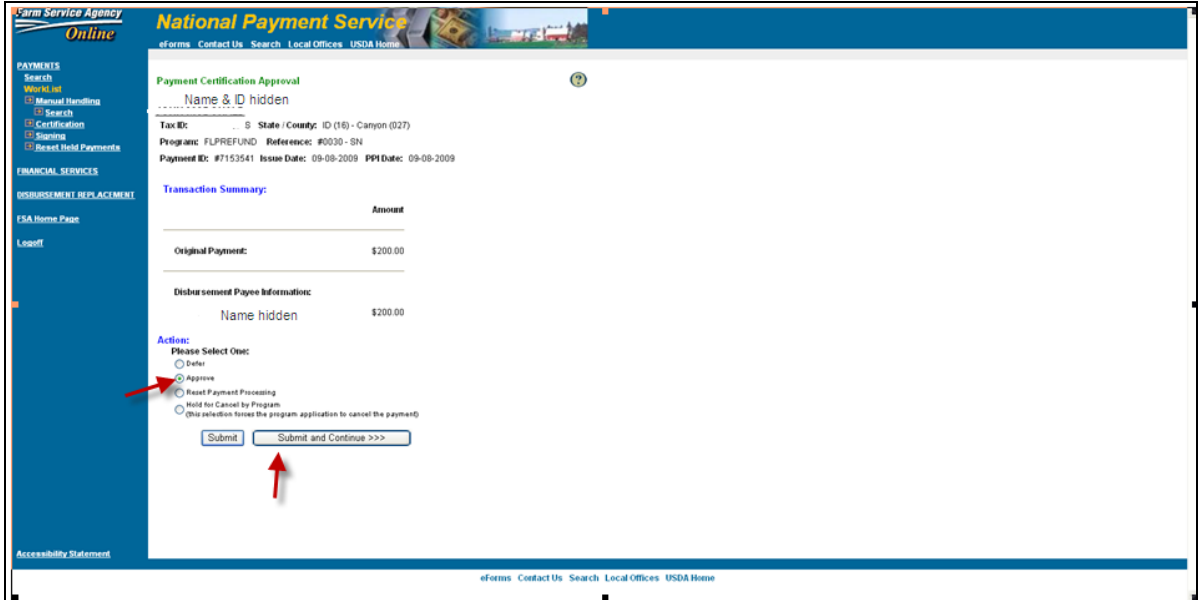 Farm Service Agency
Online
National Payment Service
eForms Contact Us Search Local Offices USDA Home
PAYMENTS
Search
WorkList
Manual Handling
Search
Certification
Signing
Reset Held Payments
FINANCIAL SERVICES
DISBURSEMENT REPLACEMENT
FSA Home Page
Logoff
Accessibility Statement
Payment Certification Approval
Name & ID hidden
Tax ID: S State / County: ID (16) - Canyon (027)
Program: FLPREFUND Reference: #0030 - SN
Payment ID: #7153541 Issue Date: 09-08-2009 PPI Date: 09-08-2009
Transaction Summary:
Amount
Original Payment: $200.00
Disbursement Payee Information:
Name hidden $200.00
Action:
Please Select One:
Defer
Approve
Reset Payment Processing
Hold for Cancel by Program
(this selection forces the program application to cancel the payment)
Submit Submit and Continue >>>
eForms Contact Us Search Local Offices USDA Home